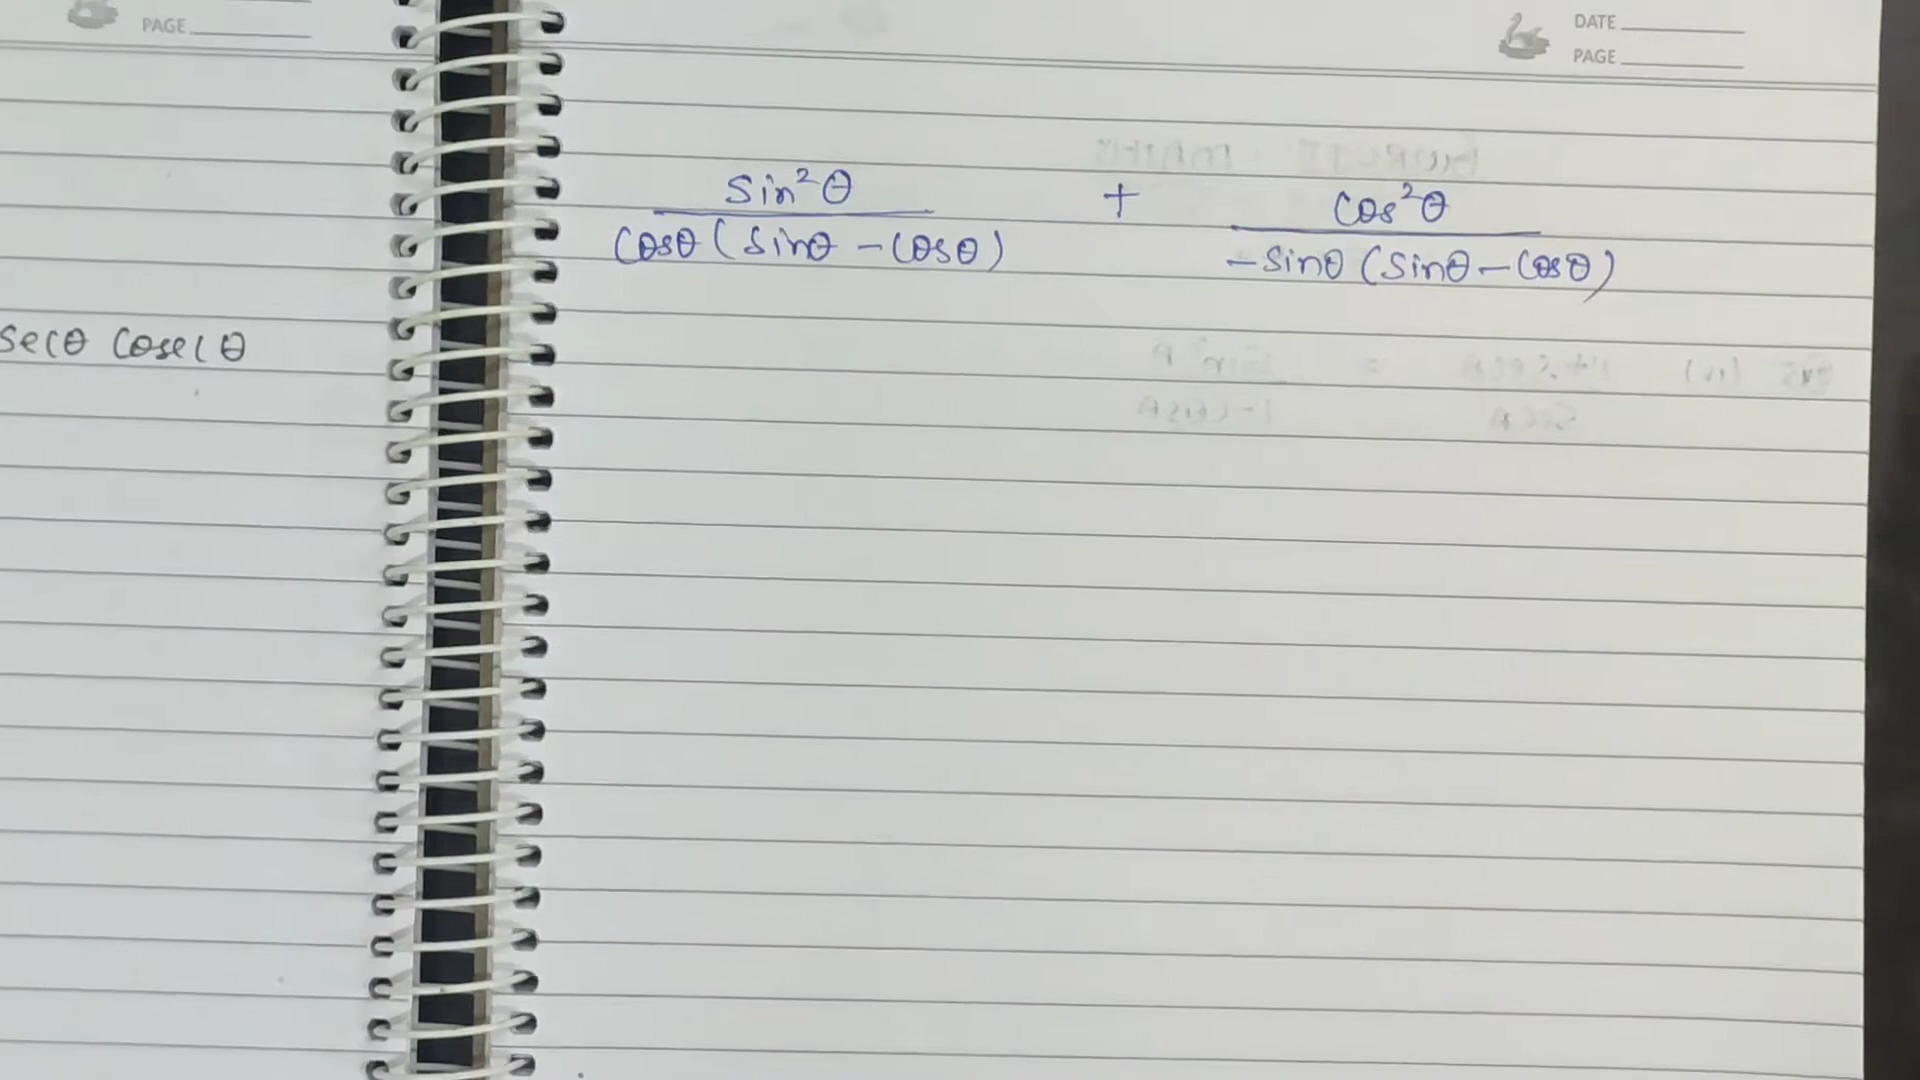 PAGE
DATE
PAGE
Sin²θ + Cos²θ
Cosθ (Sinθ – Cosθ) –Sinθ (Sinθ – Cosθ)
Secθ Cosecθ